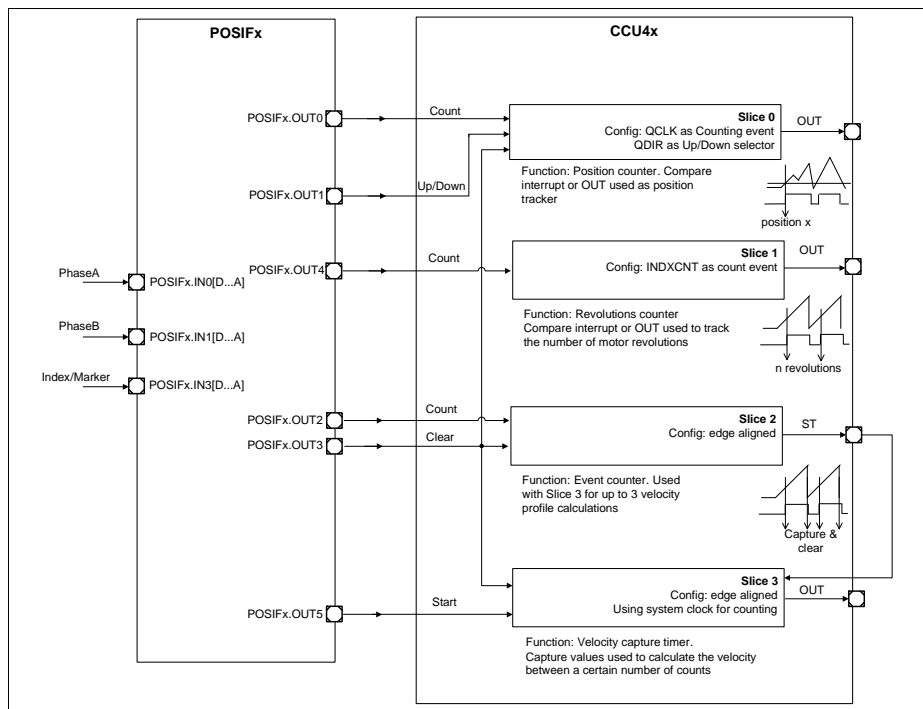 POSIFx
CCU4x
POSIFx.OUT0
Count
Slice 0
Config: QCLK as Counting event
QDIR as Up/Down selector
OUT
POSIFx.OUT1
Up/Down
Function: Position counter. Compare
interrupt or OUT used as position
tracker
position x
PhaseA
POSIFx.IN0[D...A]
POSIFx.OUT4
Count
Slice 1
Config: INDXCNT as count event
OUT
PhaseB
POSIFx.IN1[D...A]
Function: Revolutions counter
Compare interrupt or OUT used to track
the number of motor revolutions
n revolutions
Index/Marker
POSIFx.IN3[D...A]
POSIFx.OUT2
Count
Slice 2
Config: edge aligned
ST
POSIFx.OUT3
Clear
Function: Event counter. Used
with Slice 3 for up to 3 velocity
profile calculations
Capture &
clear
Slice 3
Config: edge aligned
Using system clock for counting
OUT
POSIFx.OUT5
Start
Function: Velocity capture timer.
Capture values used to calculate the velocity
between a certain number of counts